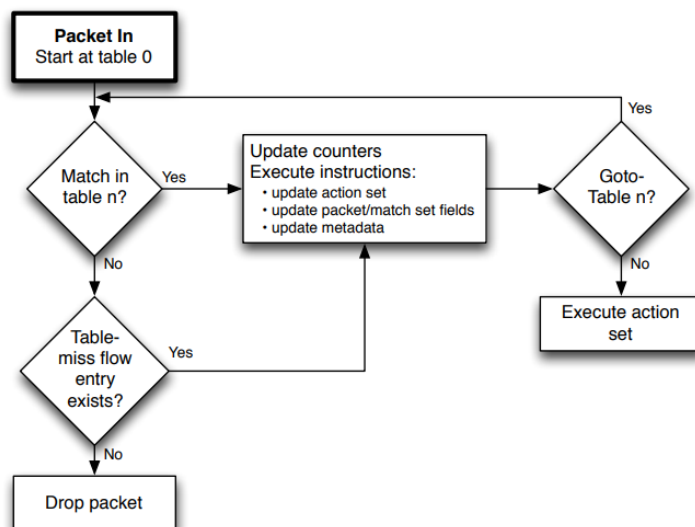 Packet In
Start at table 0
Yes
Match in
table n?
Yes
Update counters
Execute instructions:
• update action set
• update packet/match set fields
• update metadata
Goto-
Table n?
No
No
Execute action
set
Table-
miss flow
entry
exists?
Yes
No
Drop packet